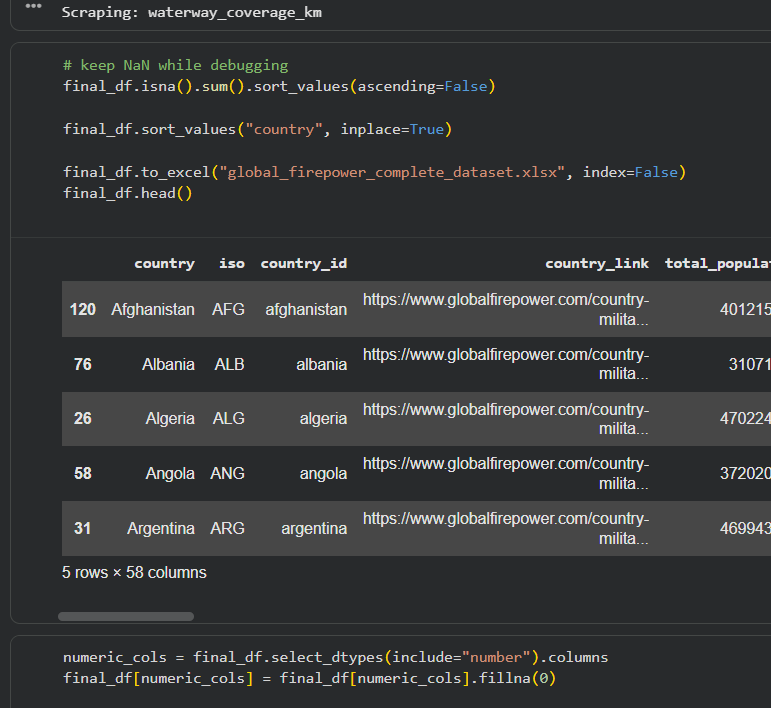 Scraping: waterway_coverage_km
# keep NaN while debugging
final_df.isna().sum().sort_values(ascending=False)
final_df.sort_values("country", inplace=True)
final_df.to_excel("global_firepower_complete_dataset.xlsx", index=False)
final_df.head()
country iso country_id country_link total_populat
120 Afghanistan AFG afghanistan https://www.globalfirepower.com/country-
milita... 401215
76 Albania ALB albania https://www.globalfirepower.com/country-
milita... 31071
26 Algeria ALG algeria https://www.globalfirepower.com/country-
milita... 470224
58 Angola ANG angola https://www.globalfirepower.com/country-
milita... 372020
31 Argentina ARG argentina https://www.globalfirepower.com/country-
milita... 469943
5 rows × 58 columns
numeric_cols = final_df.select_dtypes(include="number").columns
final_df[numeric_cols] = final_df[numeric_cols].fillna(0)